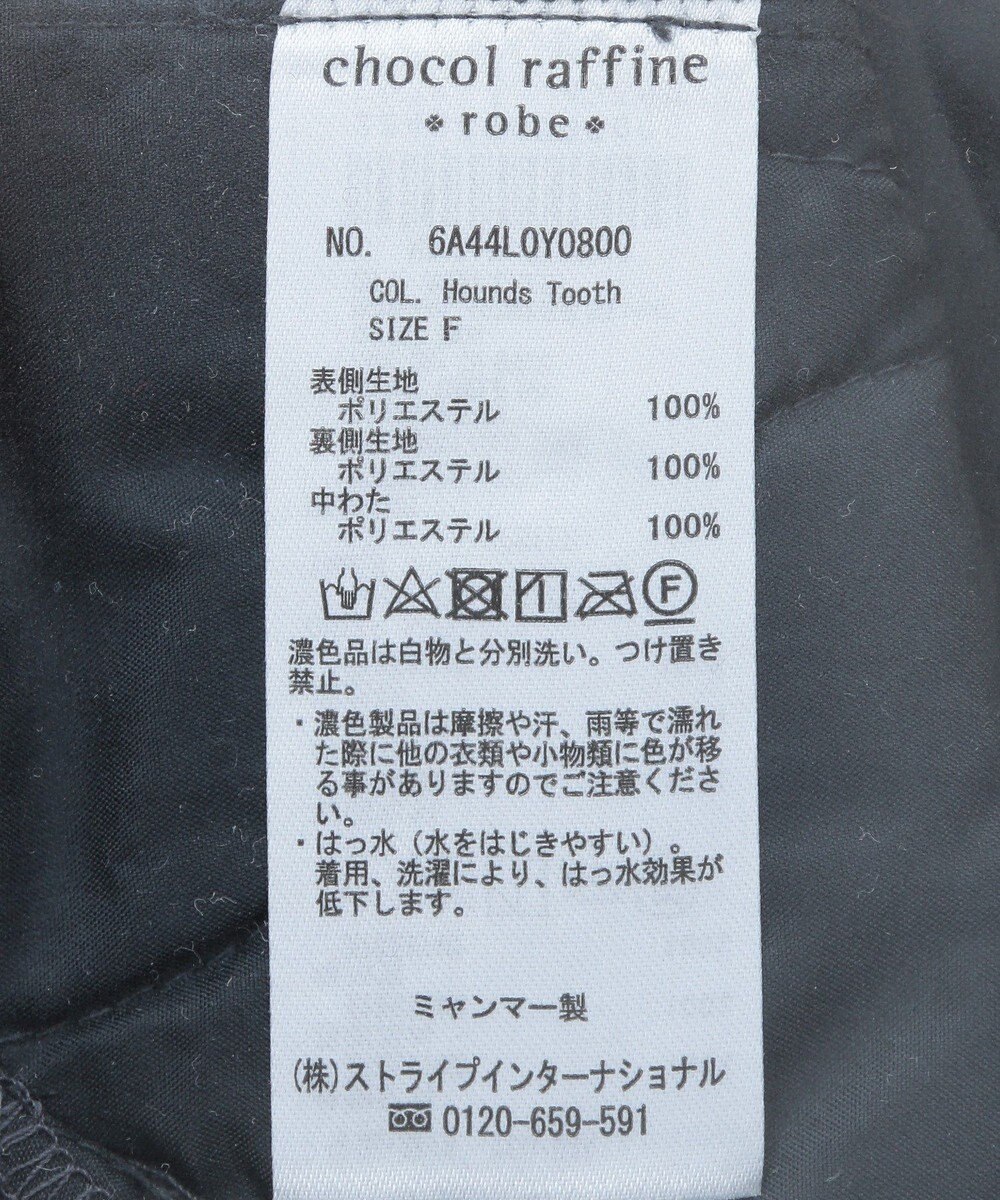 chocol raffine
robe
NO. 6A44L0Y0800
COL. Hounds Tooth
SIZE F
表側生地
ポリエステル 100%
裏側生地
ポリエステル 100%
中わた
ポリエステル 100%
F
濃色品は白物と分別洗い。つけ置き
禁止。
・濃色製品は摩擦や汗、雨等で濡れ
た際に他の衣類や小物類に色が移
る事がありますのでご注意くださ
い。
・はっ水（水をはじきやすい）。
着用、洗濯により、はっ水効果が
低下します。
ミャンマー製
(株)ストライプインターナショナル
0120-659-591